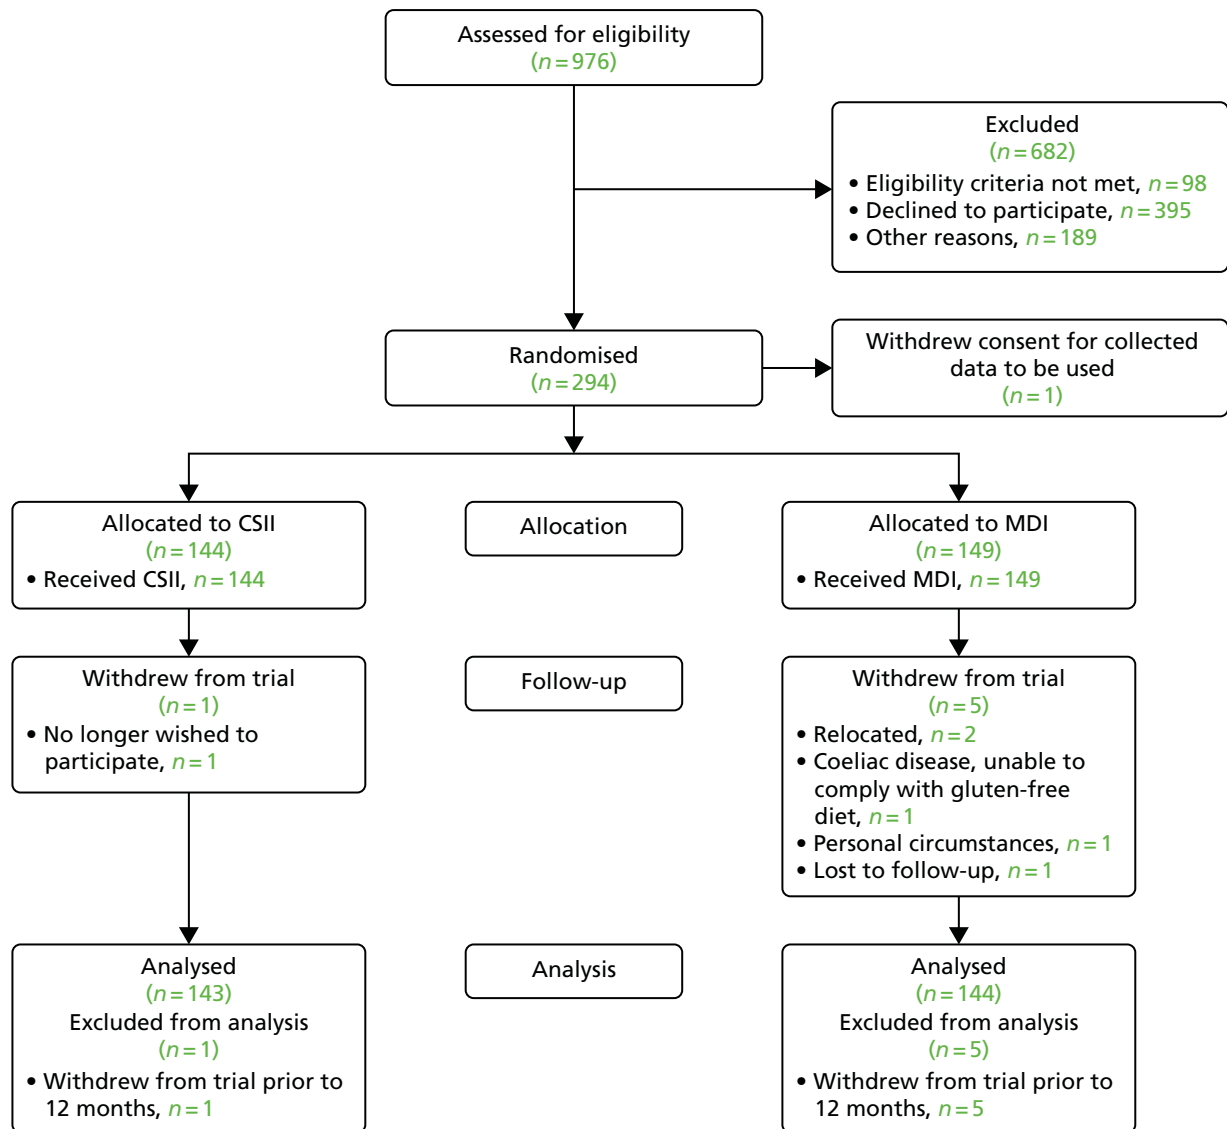 Assessed for eligibility
(n=976)
Excluded
(n=682)
• Eligibility criteria not met, n=98
• Declined to participate, n=395
• Other reasons, n=189
Randomised
(n=294)
Withdrew consent for collected
data to be used
(n=1)
Allocated to CSII
(n=144)
• Received CSII, n=144
Allocation
Allocated to MDI
(n=149)
• Received MDI, n=149
Withdrew from trial
(n=1)
• No longer wished to
participate, n=1
Follow-up
Withdrew from trial
(n=5)
• Relocated, n=2
• Coeliac disease, unable to
comply with gluten-free
diet, n=1
• Personal circumstances, n=1
• Lost to follow-up, n=1
Analysed
(n=143)
Excluded from analysis
(n=1)
• Withdrew from trial prior to
12 months, n=1
Analysis
Analysed
(n=144)
Excluded from analysis
(n=5)
• Withdrew from trial prior to
12 months, n=5